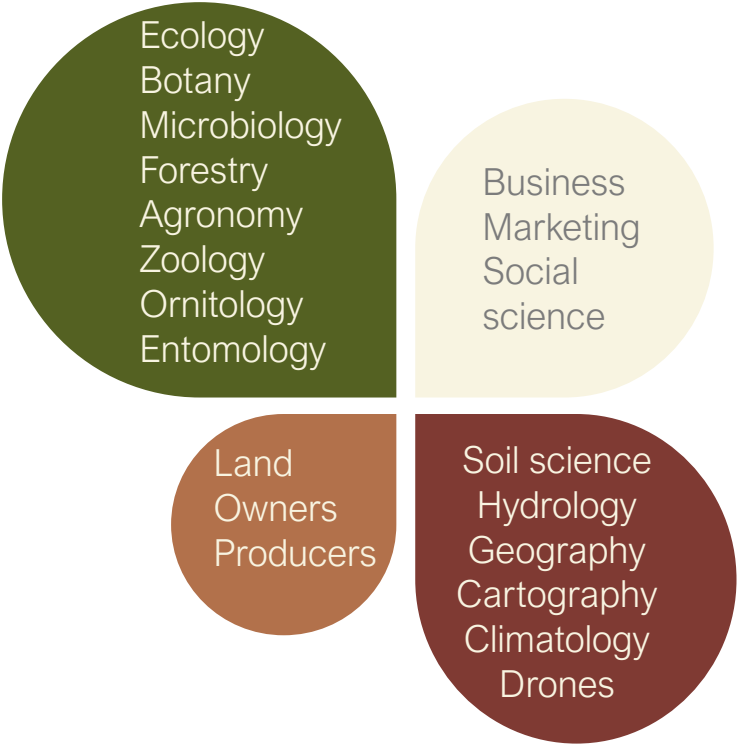 Ecology
Botany
Microbiology
Forestry
Agronomy
Zoology
Ornitology
Entomology
Business
Marketing
Social
science
Land
Owners
Producers
Soil science
Hydrology
Geography
Cartography
Climatology
Drones